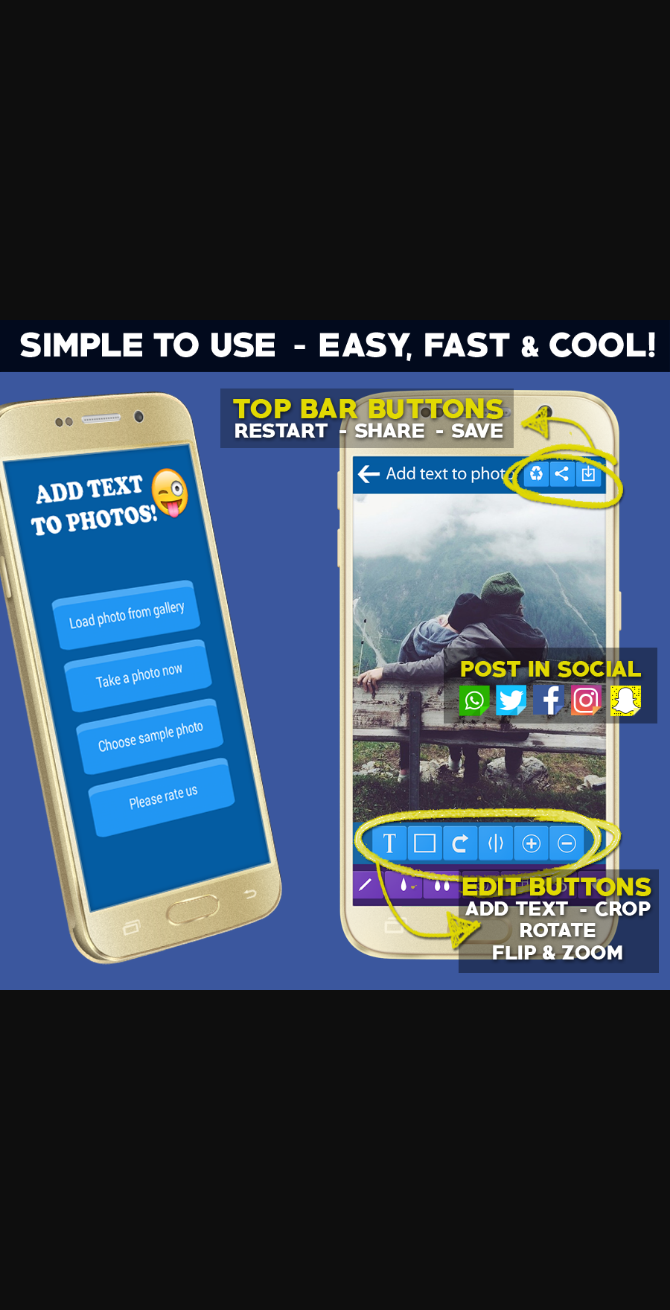 SIMPLE TO USE - EASY, FAST & COOL!
TOP BAR BUTTONS
RESTART - SHARE - SAVE
ADD TEXT
TO PHOTOS!
Load photo from gallery
Take a photo now
Choose sample photo
Please rate us
Add text to photo
POST IN SOCIAL
T
EDIT BUTTONS
ADD TEXT - CROP
ROTATE
FLIP & ZOOM